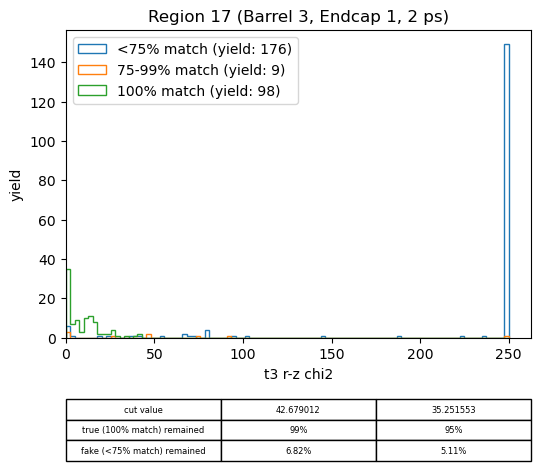 Region 17 (Barrel 3, Endcap 1, 2 ps)
<75% match (yield: 176)
75-99% match (yield: 9)
100% match (yield: 98)
yield
140
120
100
80
60
40
20
0
0 50 100 150 200 250
t3 r-z chi2
cut value 42.679012 35.251553
true (100% match) remained 99% 95%
fake (<75% match) remained 6.82% 5.11%